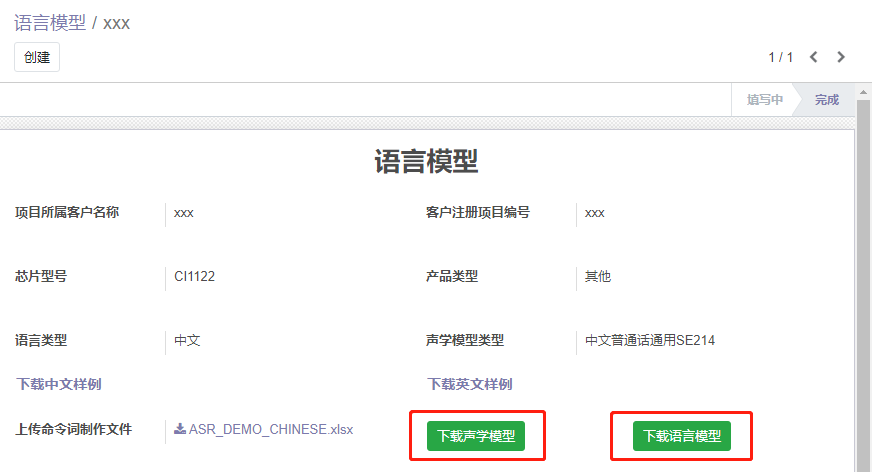 语言模型 / xxx
创建
1 / 1
填写中
完成
语言模型
项目所属客户名称 xxx 客户注册项目编号 xxx
芯片型号 CI1122 产品类型 其他
语言类型 中文 声学模型类型 中文普通话通用SE214
下载中文样例 下载英文样例
上传命令词制作文件 ASR_DEMO_CHINESE.xlsx 下载声学模型 下载语言模型